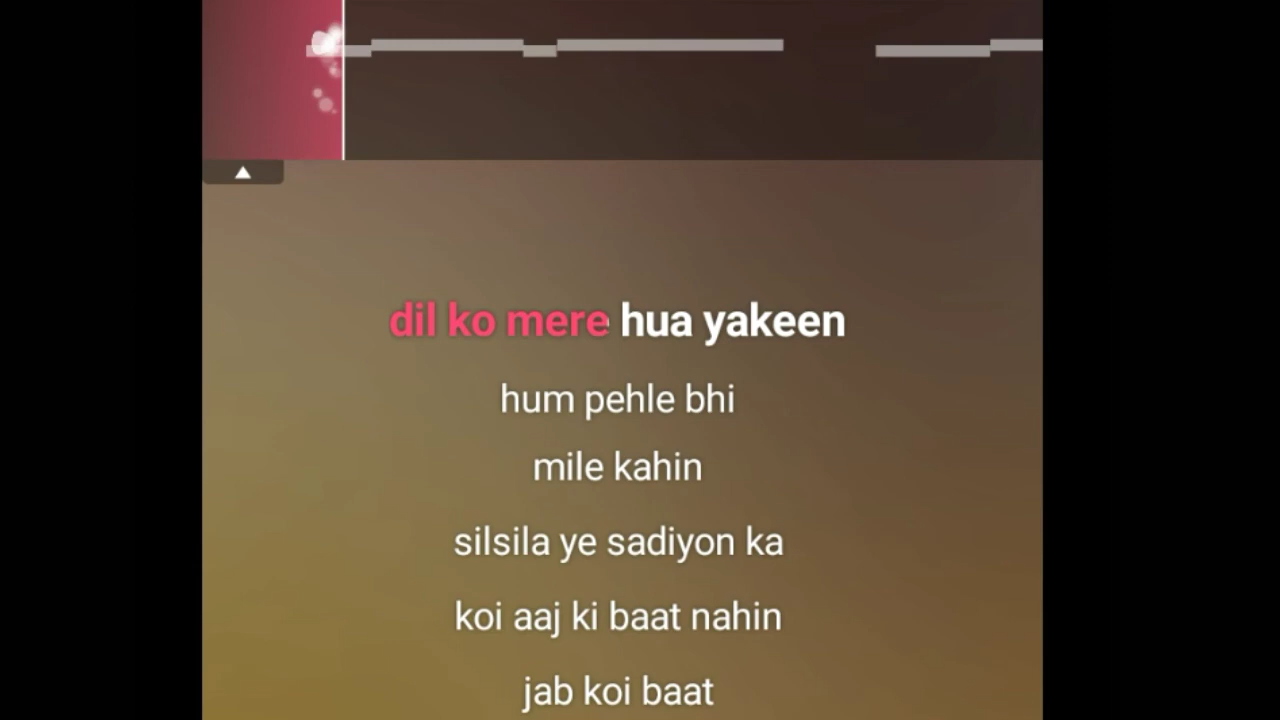 dil ko mere hua yakeen
hum pehle bhi
mile kahin
silsila ye sadiyon ka
koi aaj ki baat nahin
jab koi baat